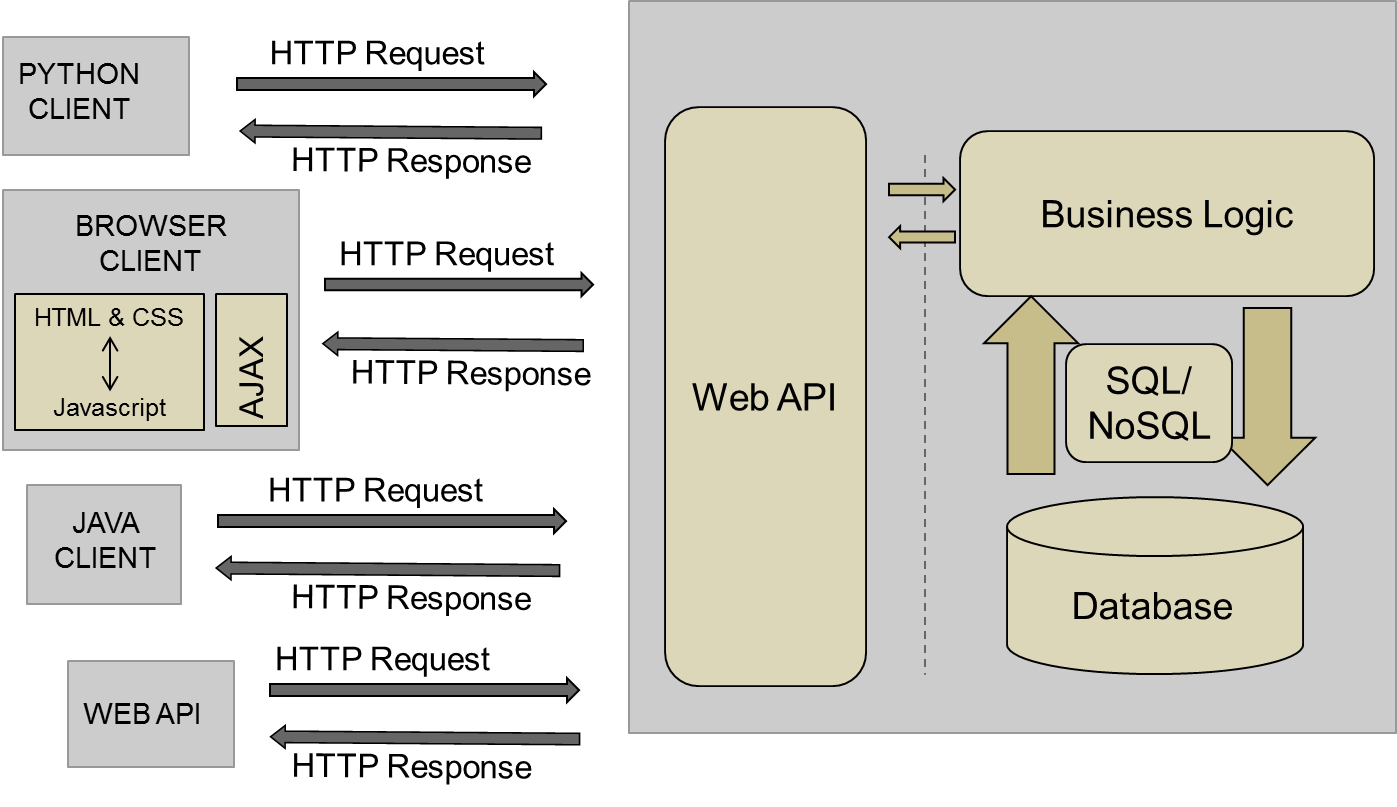 PYTHON
CLIENT
HTTP Request
HTTP Response
BROWSER
CLIENT
HTML & CSS
Javascript
AJAX
HTTP Request
HTTP Response
JAVA
CLIENT
HTTP Request
HTTP Response
WEB API
HTTP Request
HTTP Response
Web API
Business Logic
SQL/
NoSQL
Database